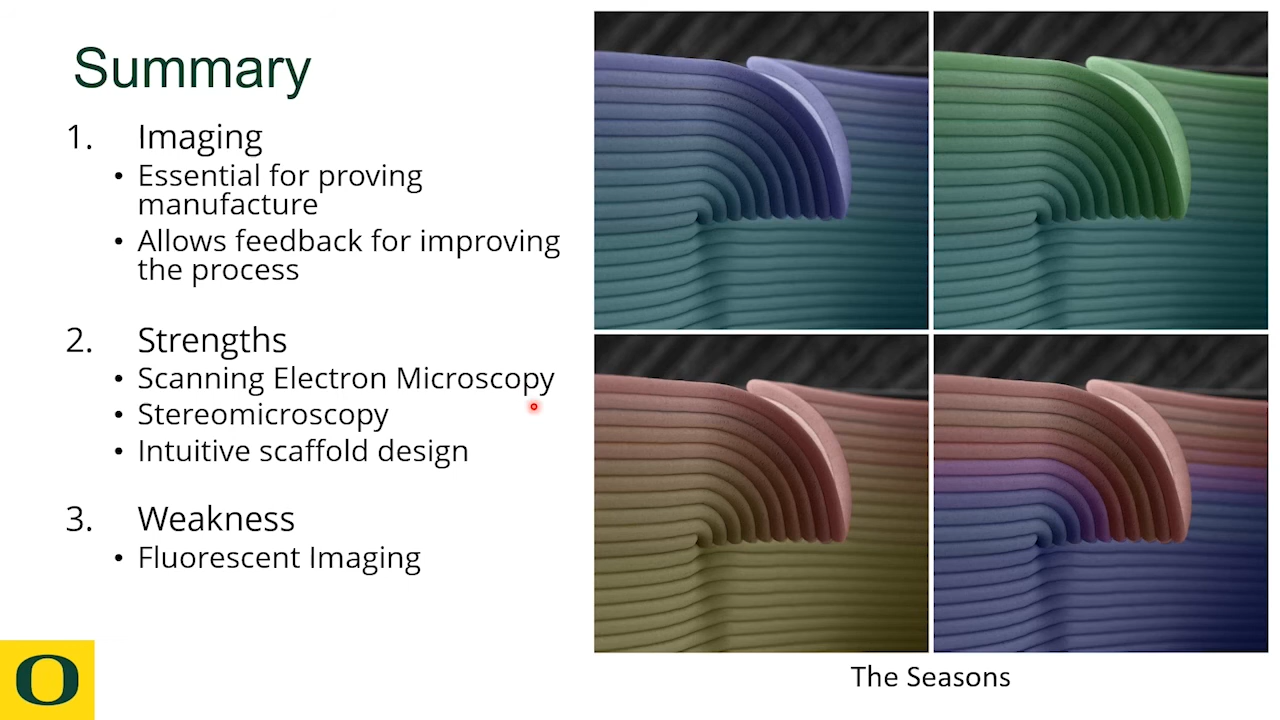 Summary
1. Imaging
• Essential for proving
manufacture
• Allows feedback for improving
the process
2. Strengths
• Scanning Electron Microscopy
• Stereomicroscopy
• Intuitive scaffold design
3. Weakness
• Fluorescent Imaging
The Seasons
O